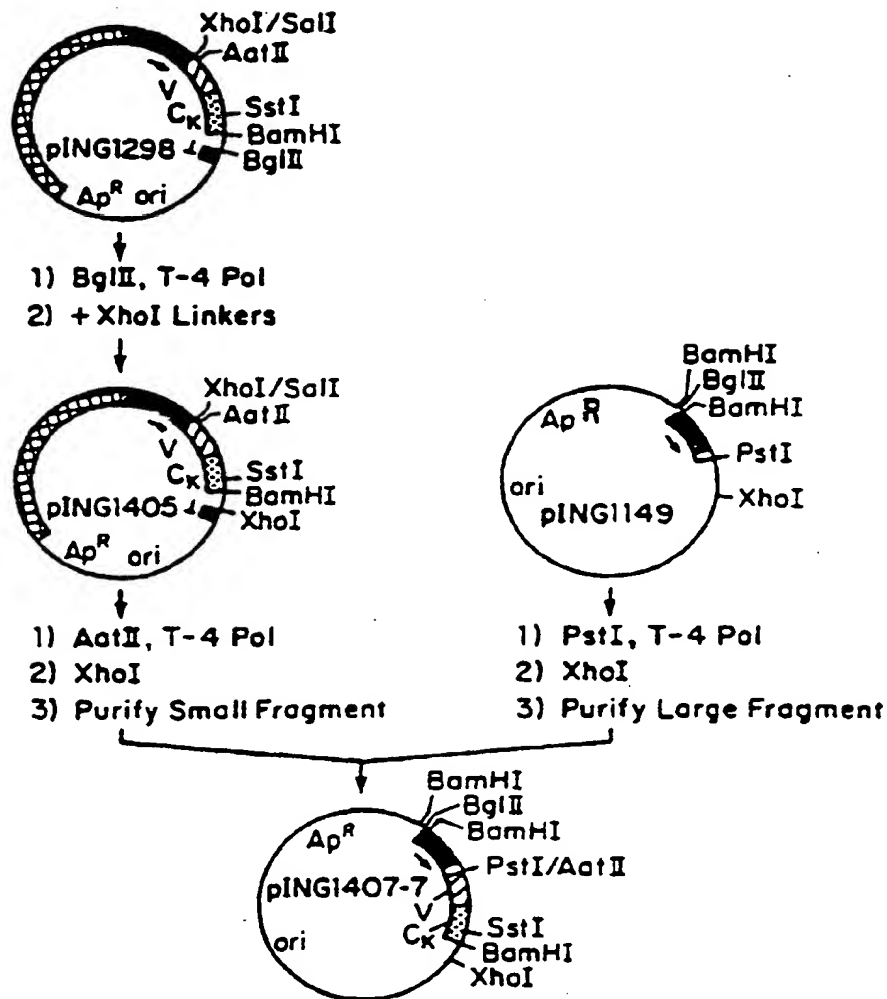 XhoI/SalI
AatII
V
Cκ
SstI
BamHI
pING1298
BglII
Apᴿ ori
1) BglII, T-4 Pol
2) + XhoI Linkers
XhoI/SalI
AatII
V
Cκ
SstI
BamHI
pING1405
XhoI
Apᴿ ori
BamHI
BglII
BamHI
Apᴿ
PstI
ori
XhoI
pING1149
1) AatII, T-4 Pol
2) XhoI
3) Purify Small Fragment
1) PstI, T-4 Pol
2) XhoI
3) Purify Large Fragment
BamHI
BglII
BamHI
Apᴿ
PstI/AatII
pING1407-7
V
Cκ
SstI
ori
BamHI
XhoI